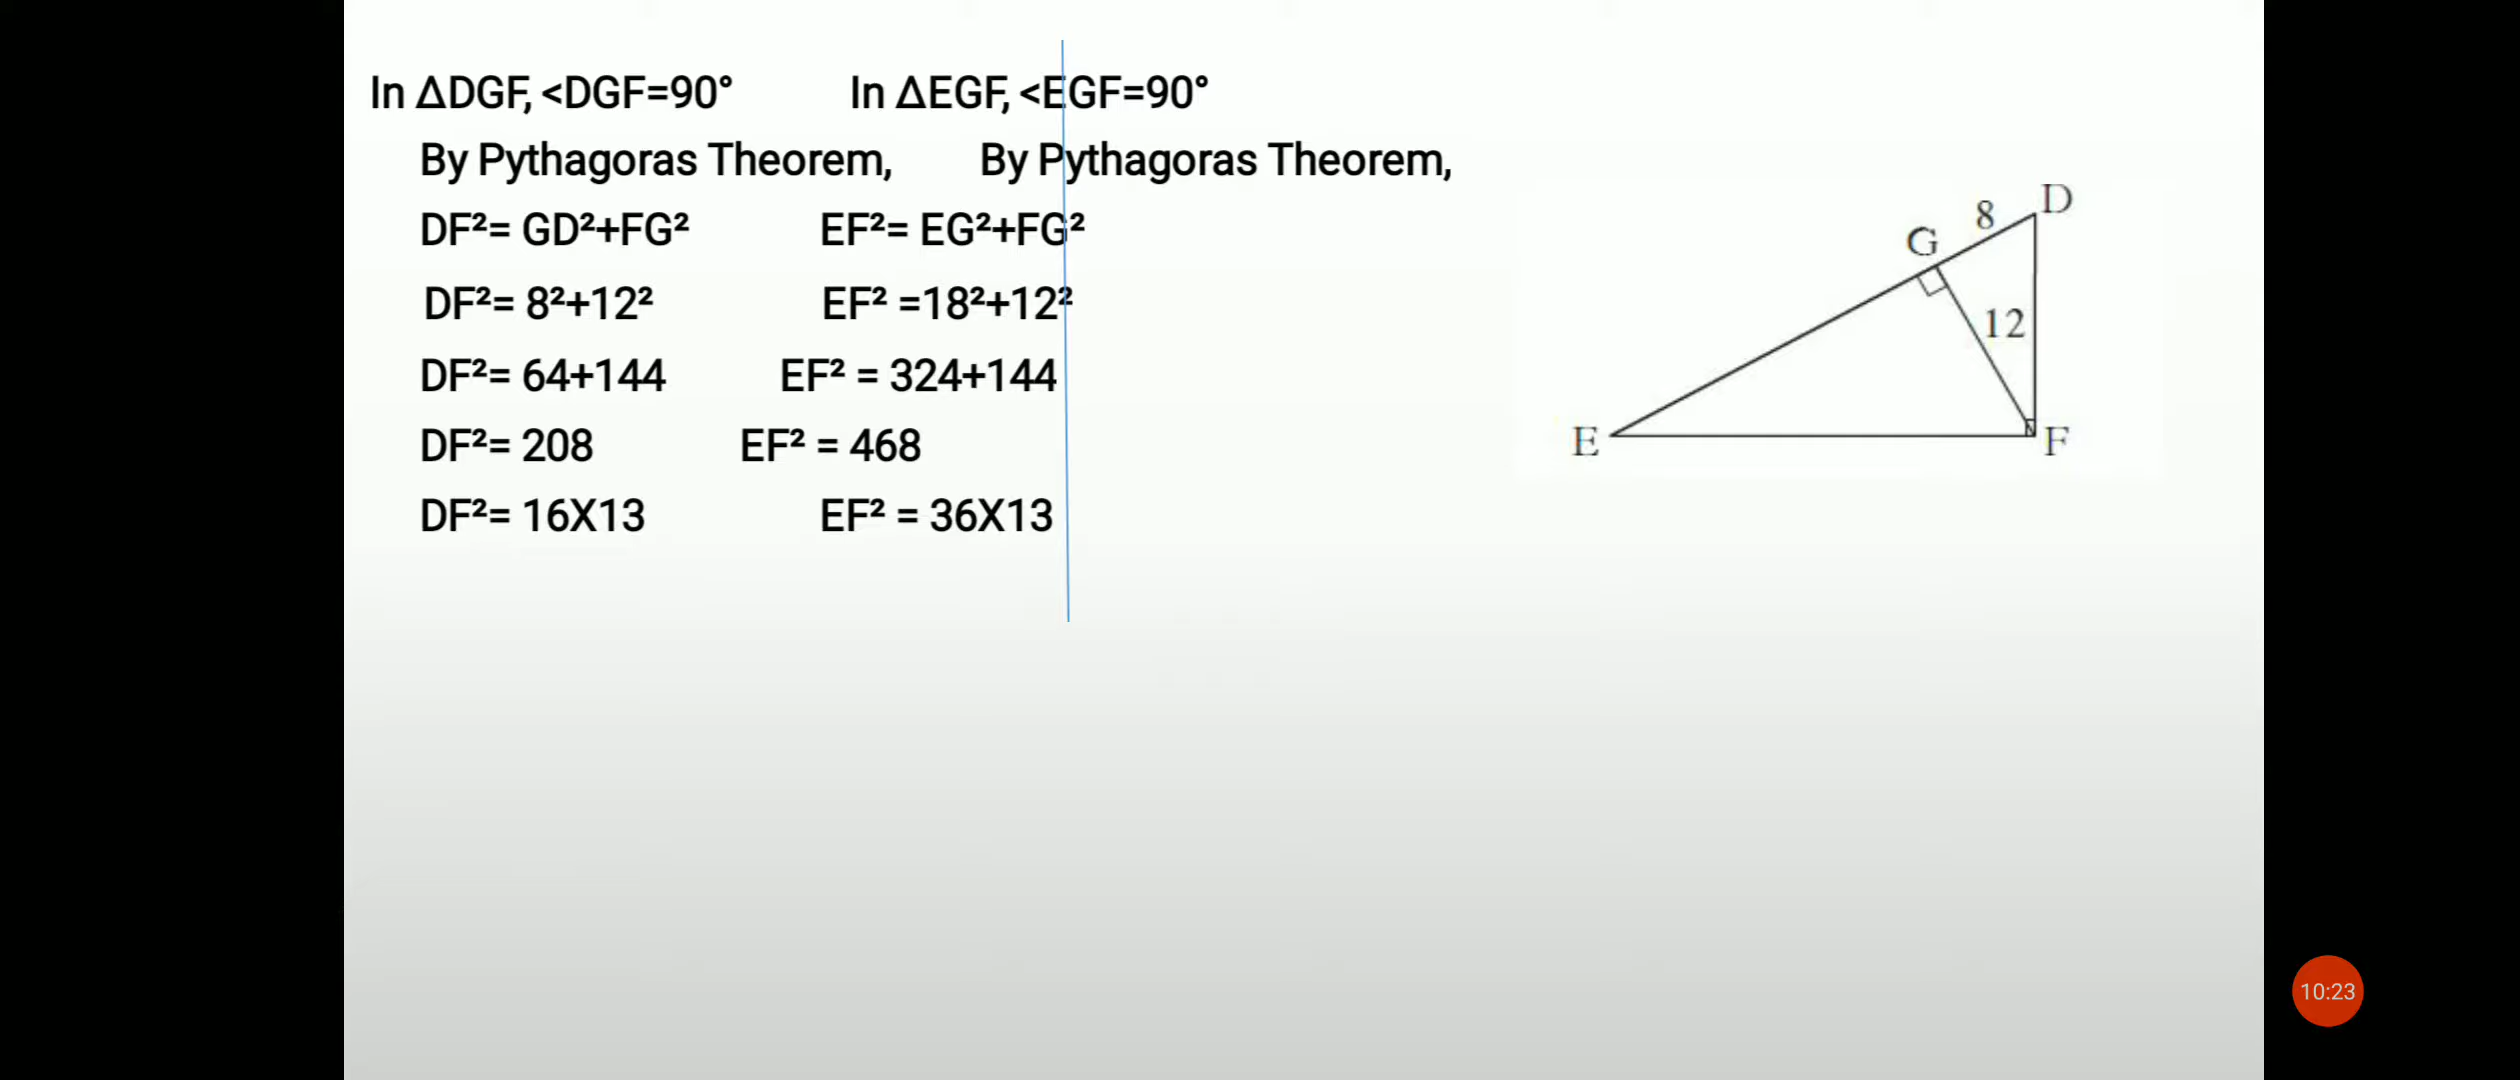 In ΔDGF, <DGF=90° In ΔEGF, <EGF=90°
By Pythagoras Theorem, By Pythagoras Theorem,
DF²= GD²+FG² EF²= EG²+FG²
DF²= 8²+12² EF² =18²+12²
DF²= 64+144 EF² = 324+144
DF²= 208 EF² = 468
DF²= 16X13 EF² = 36X13
D
8
G
12
E
F
10:23